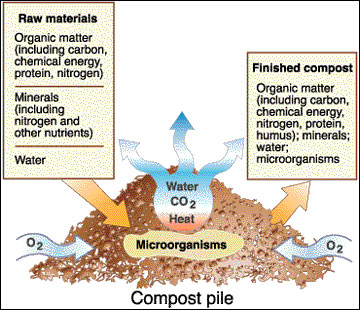 Raw materials
Organic matter
(including carbon,
chemical energy,
protein, nitrogen)
Minerals
(including
nitrogen and
other nutrients)
Water
Finished compost
Organic matter
(including carbon,
chemical energy,
nitrogen, protein,
humus); minerals;
water;
microorganisms
Water
CO2
Heat
Microorganisms
O2
O2
Compost pile